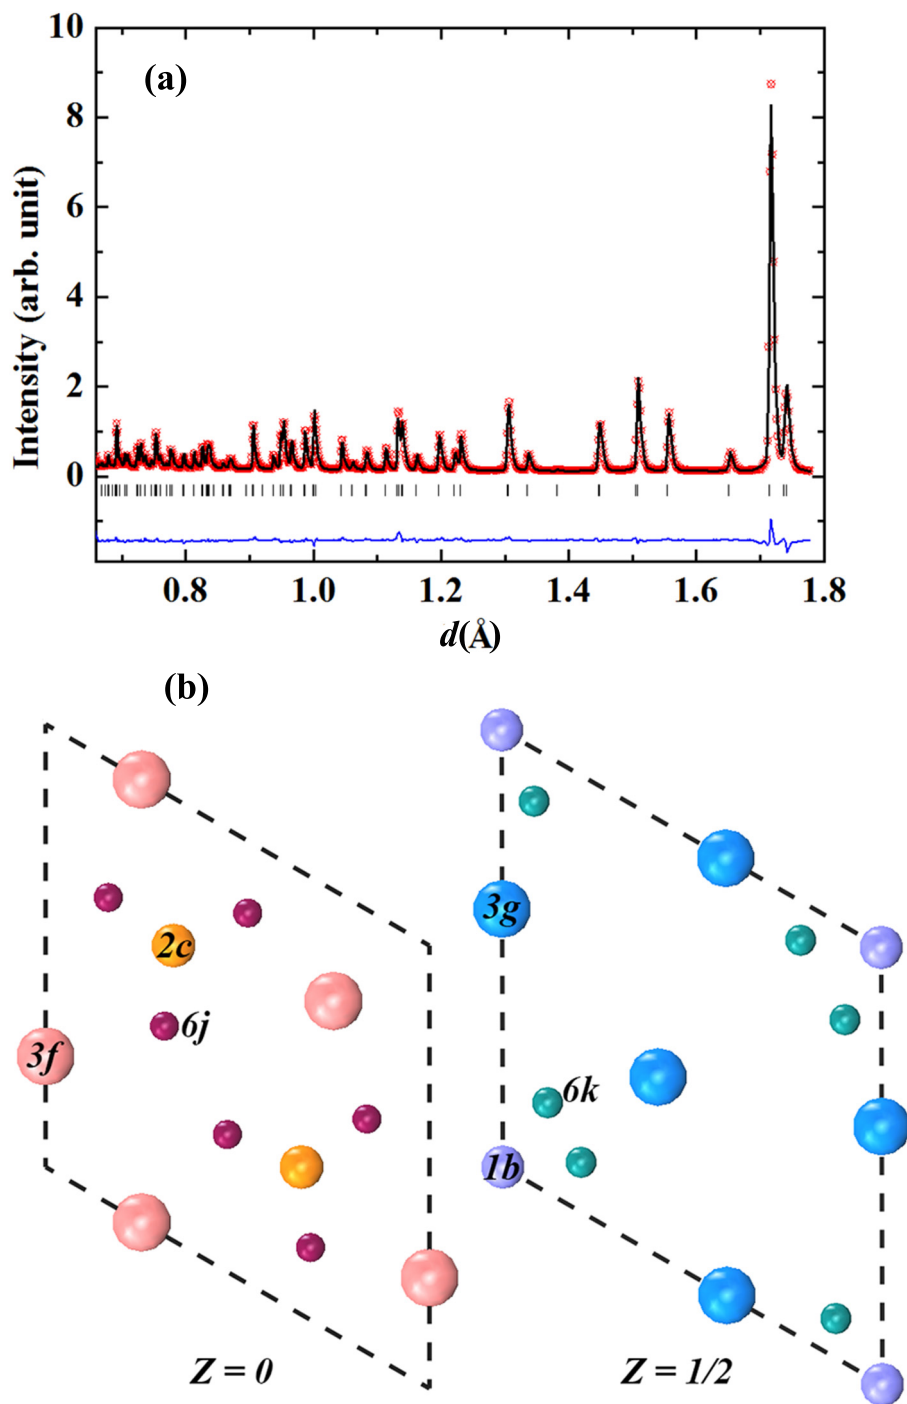 (a)
10
8
6
4
2
0
Intensity (arb. unit)
0.8 1.0 1.2 1.4 1.6 1.8
d(Å)
(b)
2c
6j
3f
3g
6k
1b
Z = 0
Z = 1/2